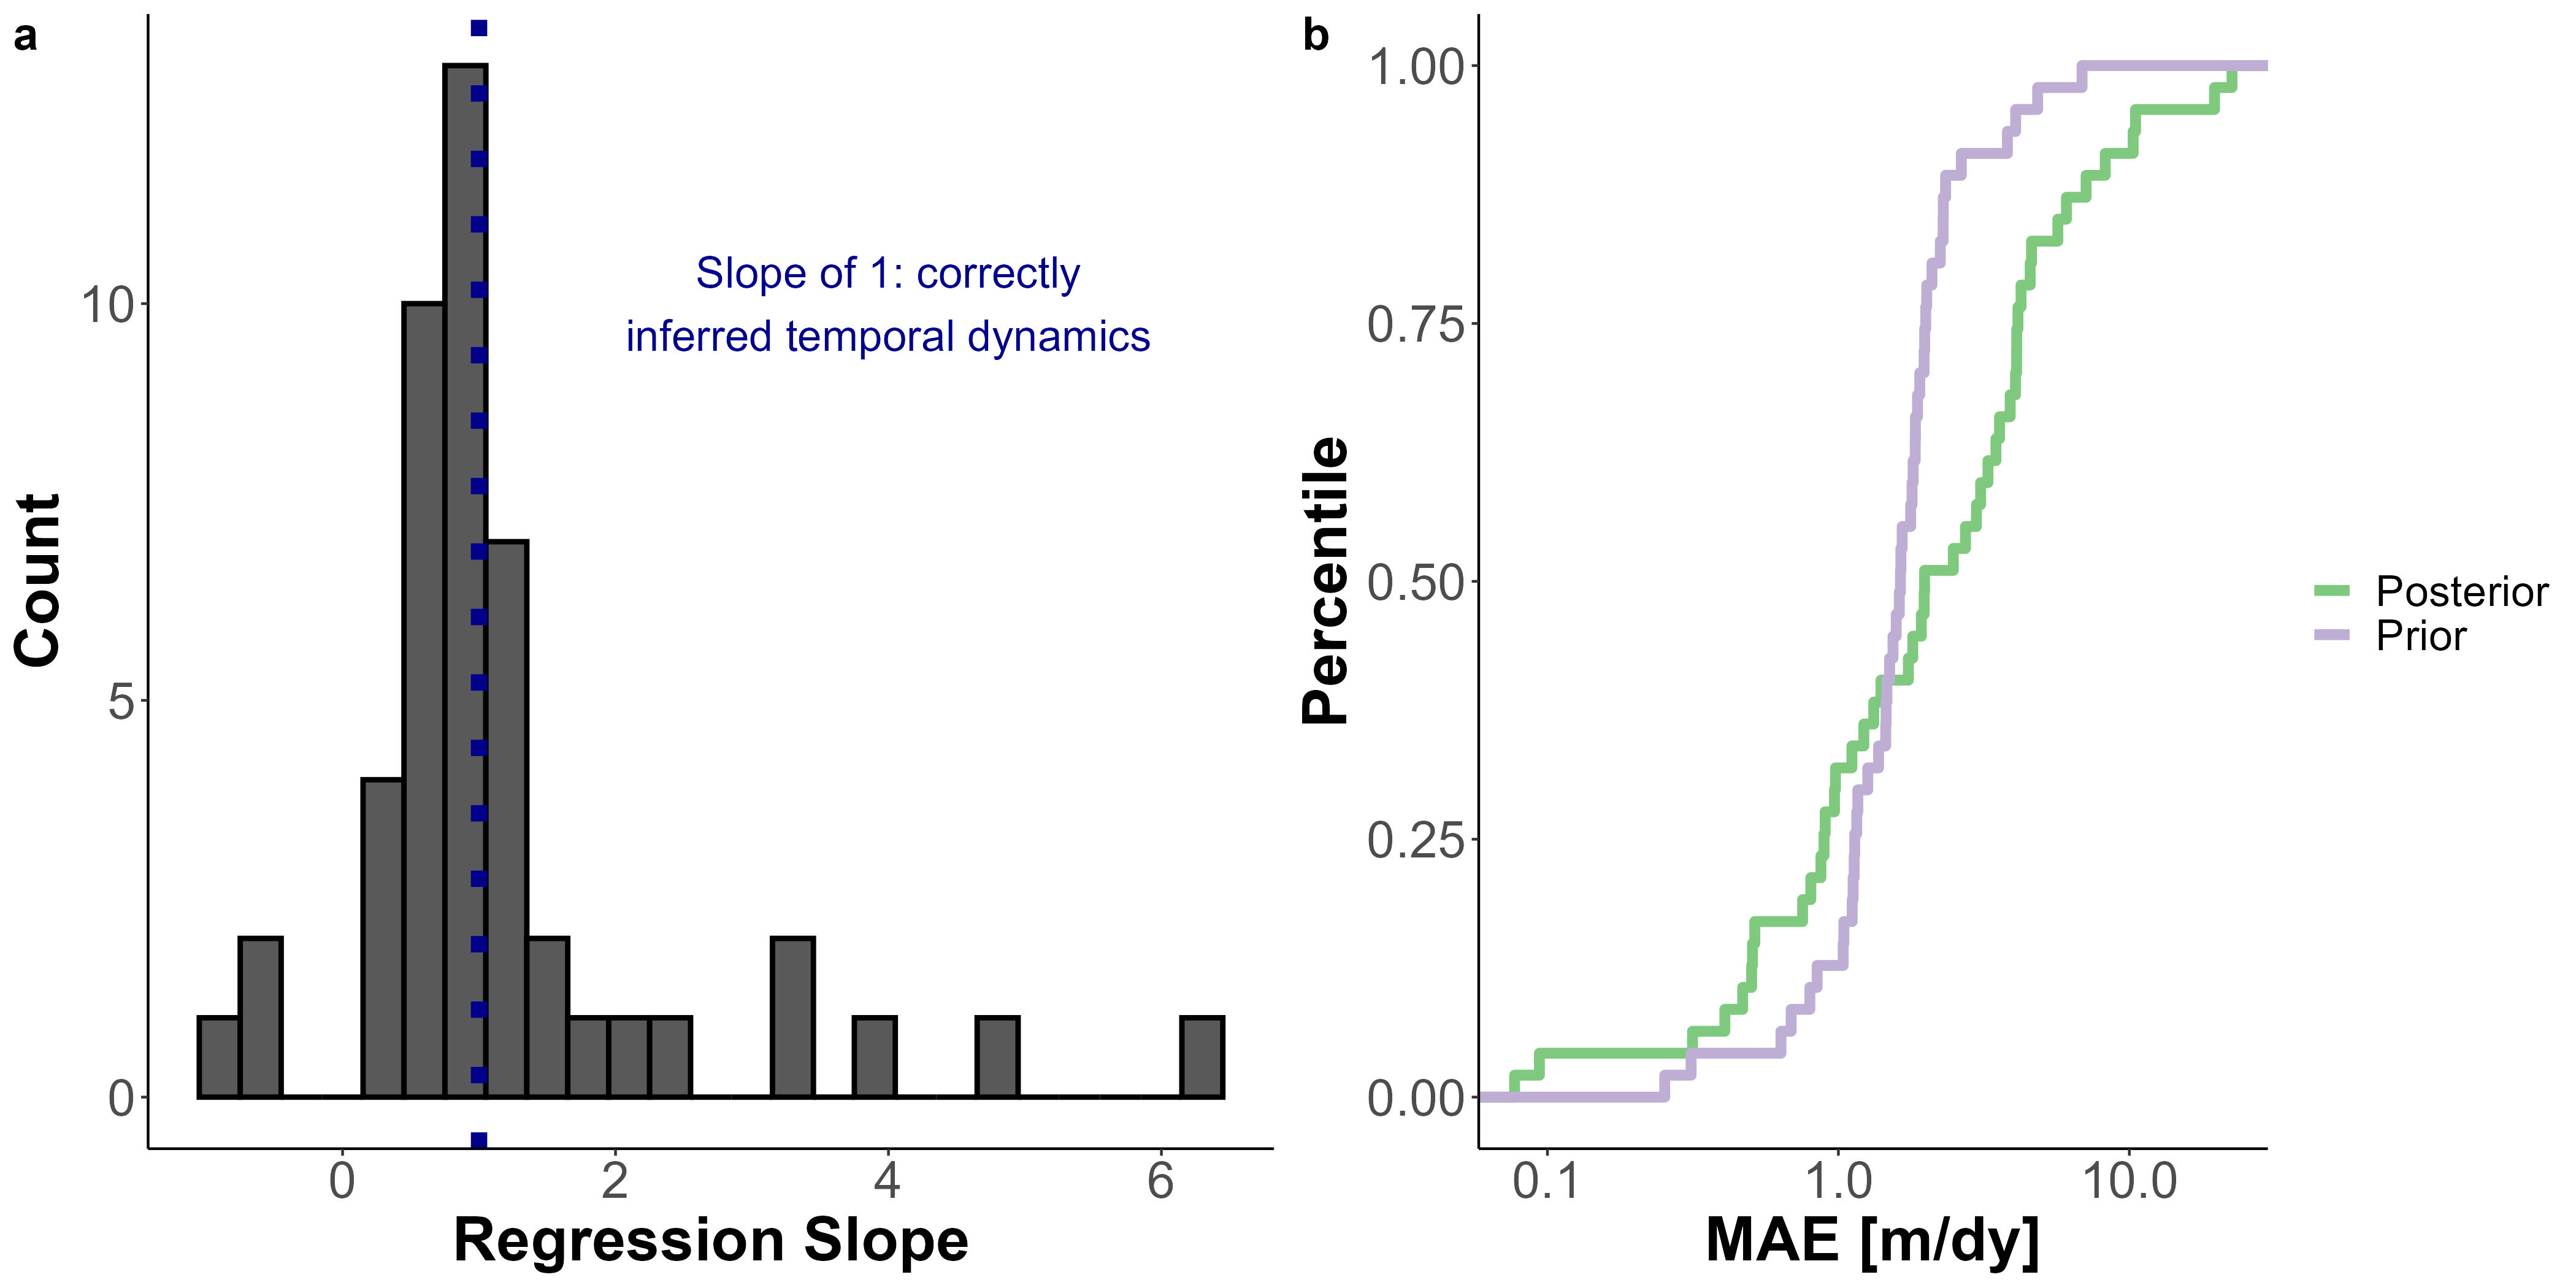 a
Count
10
5
0
Slope of 1: correctly
inferred temporal dynamics
0 2 4 6
Regression Slope
b
Percentile
1.00
0.75
0.50
0.25
0.00
0.1 1.0 10.0
MAE [m/dy]
Posterior
Prior